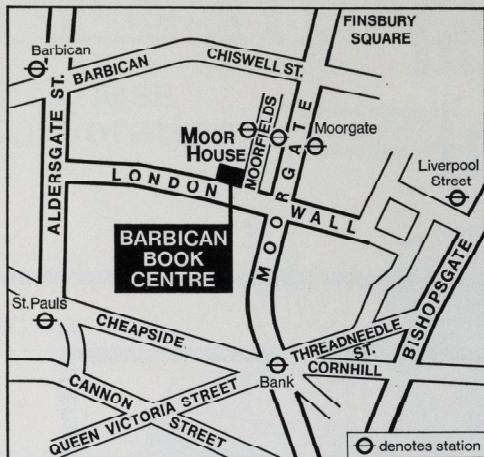 FINSBURY
SQUARE
Barbican
BARBICAN
CHISWELL ST.
ALDERSGATE ST.
MOORFIELDS
MOORGATE
Moorgate
MOOR
HOUSE
Liverpool
Street
LONDON WALL
BARBICAN
BOOK
CENTRE
BISHOPSGATE
St. Pauls
CHEAPSIDE
THREADNEEDLE
ST.
Bank
CORNHILL
CANNON
STREET
QUEEN VICTORIA STREET
denotes station